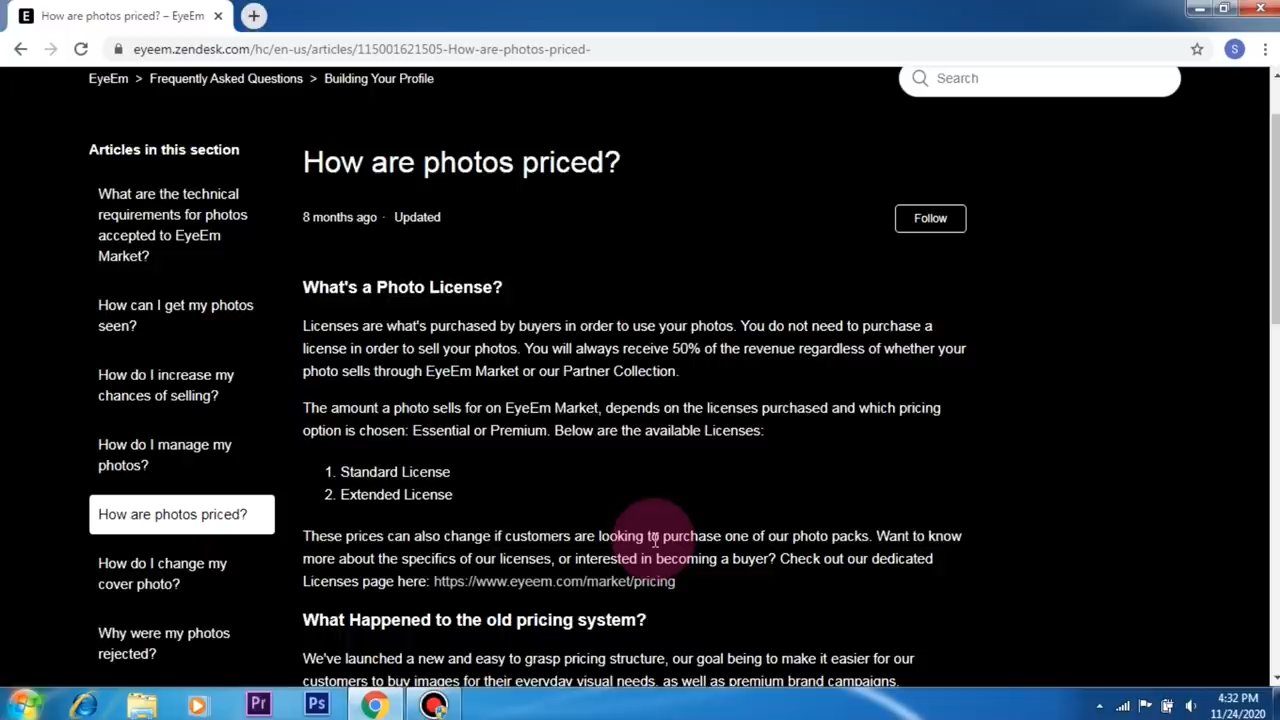 How are photos priced? – EyeEm
eyeem.zendesk.com/hc/en-us/articles/115001621505-How-are-photos-priced-
S
EyeEm > Frequently Asked Questions > Building Your Profile
Search
Articles in this section
What are the technical
requirements for photos
accepted to EyeEm
Market?
How can I get my photos
seen?
How do I increase my
chances of selling?
How do I manage my
photos?
How are photos priced?
How do I change my
cover photo?
Why were my photos
rejected?
How are photos priced?
8 months ago · Updated
Follow
What's a Photo License?
Licenses are what's purchased by buyers in order to use your photos. You do not need to purchase a
license in order to sell your photos. You will always receive 50% of the revenue regardless of whether your
photo sells through EyeEm Market or our Partner Collection.
The amount a photo sells for on EyeEm Market, depends on the licenses purchased and which pricing
option is chosen: Essential or Premium. Below are the available Licenses:
1. Standard License
2. Extended License
These prices can also change if customers are looking to purchase one of our photo packs. Want to know
more about the specifics of our licenses, or interested in becoming a buyer? Check out our dedicated
Licenses page here: https://www.eyeem.com/market/pricing
What Happened to the old pricing system?
We've launched a new and easy to grasp pricing structure, our goal being to make it easier for our
customers to buy images for their everyday visual needs, as well as premium brand campaigns.
Pr
Ps
4:32 PM
11/24/2020